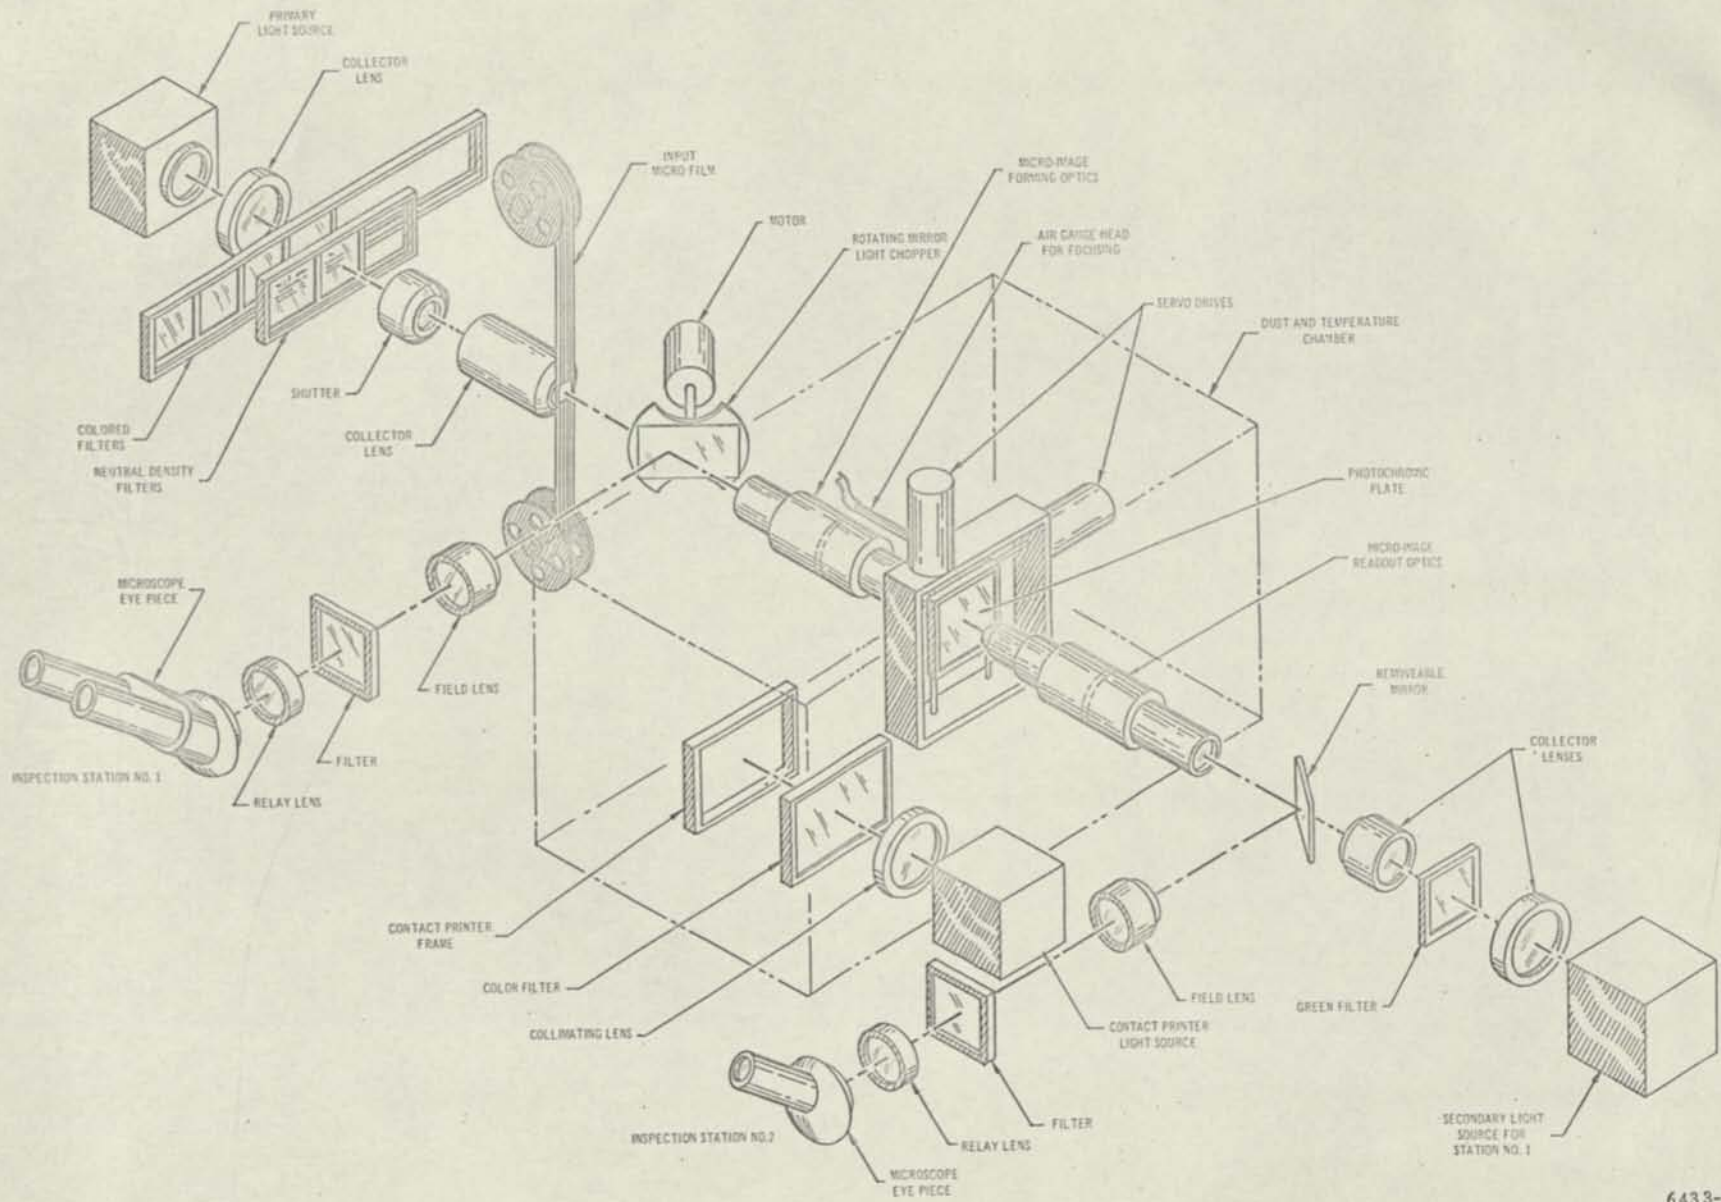 PRIMARY
LIGHT SOURCE
COLLECTOR
LENS
INPUT
MICRO FILM
MOTOR
ROTATING MIRROR
LIGHT CHOPPER
MICRO-IMAGE
FORMING OPTICS
AIR GAUGE HEAD
FOR FOCUSING
SERVO DRIVES
DUST AND TEMPERATURE
CHAMBER
COLORED
FILTERS
NEUTRAL DENSITY
FILTERS
SHUTTER
COLLECTOR
LENS
PHOTOCHROMIC
PLATE
MICRO-IMAGE
READOUT OPTICS
MICROSCOPE
EYE PIECE
FIELD LENS
FILTER
RELAY LENS
INSPECTION STATION NO. 1
REMOVEABLE
MIRROR
COLLECTOR
LENSES
CONTACT PRINTER
FRAME
COLOR FILTER
COLLIMATING LENS
CONTACT PRINTER
LIGHT SOURCE
FIELD LENS
GREEN FILTER
INSPECTION STATION NO.2
FILTER
RELAY LENS
MICROSCOPE
EYE PIECE
SECONDARY LIGHT
SOURCE FOR
STATION NO. 1
6433-